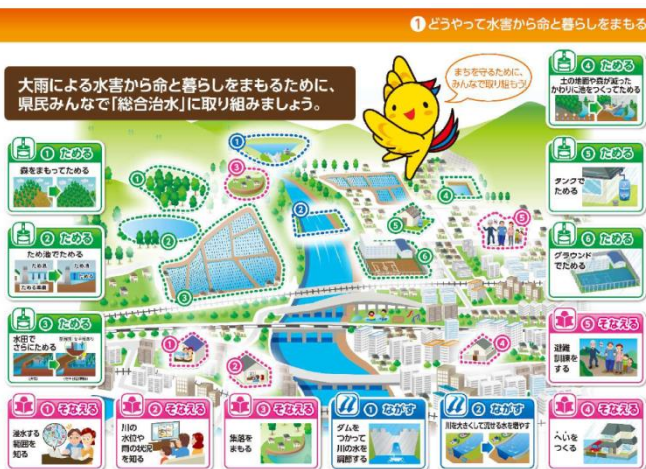 ① どうやって水害から命と暮らしをまもる
大雨による水害から命と暮らしをまもるために、
県民みんなで「総合治水」に取り組みましょう。
まちを守るために、
みんなで取り組もう!
① ためる
森をまもってためる
② ためる
ため池でためる
③ ためる
水田で
さらにためる
④ ためる
土の地面や森が減った
かわりに池をつくってためる
⑤ ためる
タンクで
ためる
⑥ ためる
グラウンド
でためる
⑤ そなえる
避難
訓練を
する
① そなえる
浸水する
範囲を
知る
② そなえる
川の
水位や
雨の状況
を知る
③ そなえる
集落を
まもる
① ながす
ダムを
つかって
川の水を
調節する
② ながす
川を大きくして流せる水を増やす
④ そなえる
へいを
つくる